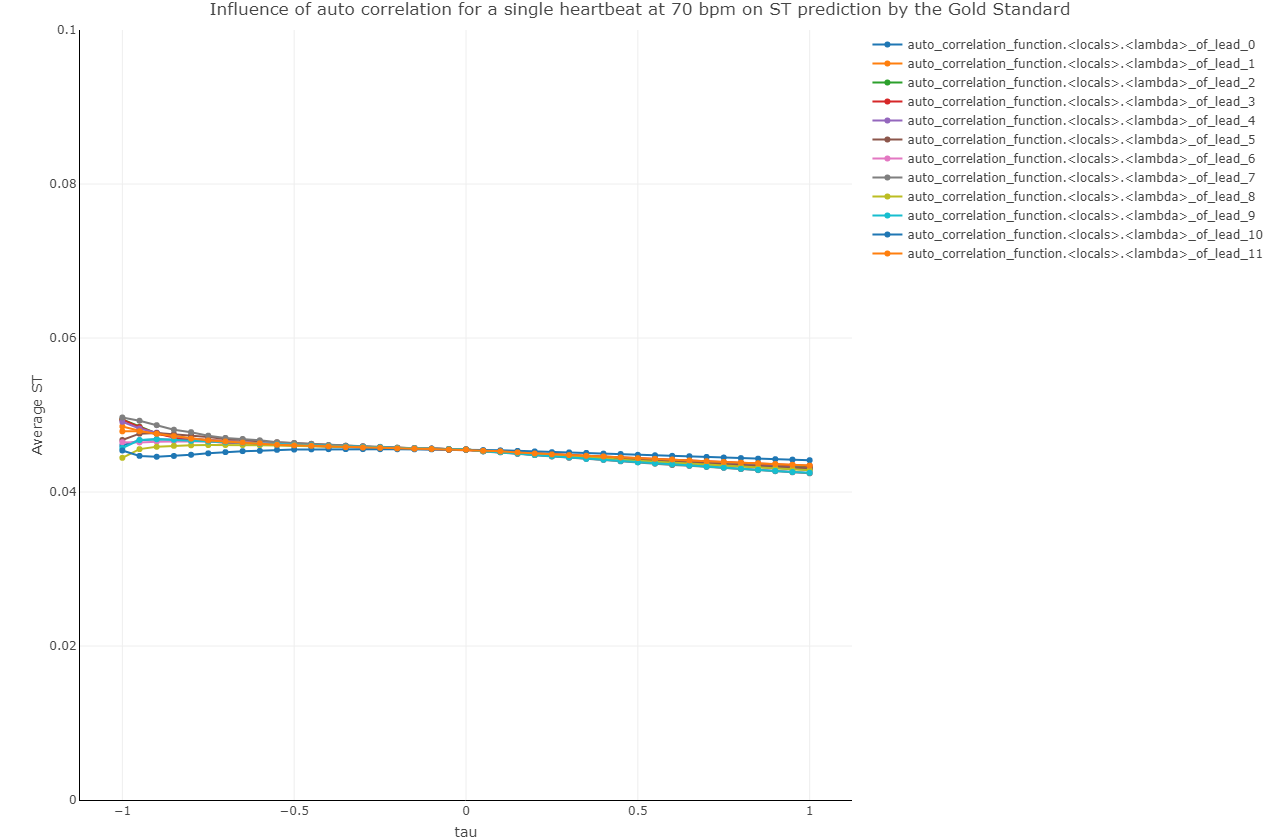 Influence of auto correlation for a single heartbeat at 70 bpm on ST prediction by the Gold Standard
0.1
0.08
0.06
0.04
0.02
0
Average ST
−1
−0.5
0
0.5
1
tau
auto_correlation_function.<locals>.<lambda>_of_lead_0
auto_correlation_function.<locals>.<lambda>_of_lead_1
auto_correlation_function.<locals>.<lambda>_of_lead_2
auto_correlation_function.<locals>.<lambda>_of_lead_3
auto_correlation_function.<locals>.<lambda>_of_lead_4
auto_correlation_function.<locals>.<lambda>_of_lead_5
auto_correlation_function.<locals>.<lambda>_of_lead_6
auto_correlation_function.<locals>.<lambda>_of_lead_7
auto_correlation_function.<locals>.<lambda>_of_lead_8
auto_correlation_function.<locals>.<lambda>_of_lead_9
auto_correlation_function.<locals>.<lambda>_of_lead_10
auto_correlation_function.<locals>.<lambda>_of_lead_11